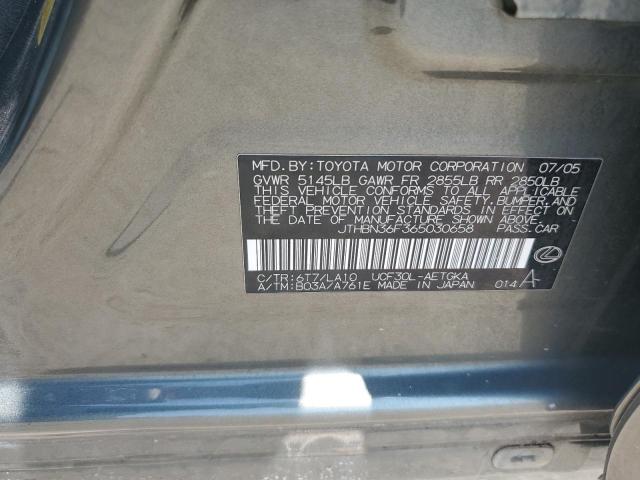 MFD.BY:TOYOTA MOTOR CORPORATION 07/05
GVWR 5145LB GAWR FR 2855LB RR 2850LB
THIS VEHICLE CONFORMS TO ALL APPLICABLE
FEDERAL MOTOR VEHICLE SAFETY,BUMPER,AND
THEFT PREVENTION STANDARDS IN EFFECT ON
THE DATE OF MANUFACTURE SHOWN ABOVE.
JTHBN36F365030658 PASS.CAR
C/TR:6T7/LA10 UCF30L-AETGKA
A/TM:B03A/A761E MADE IN JAPAN 014 A